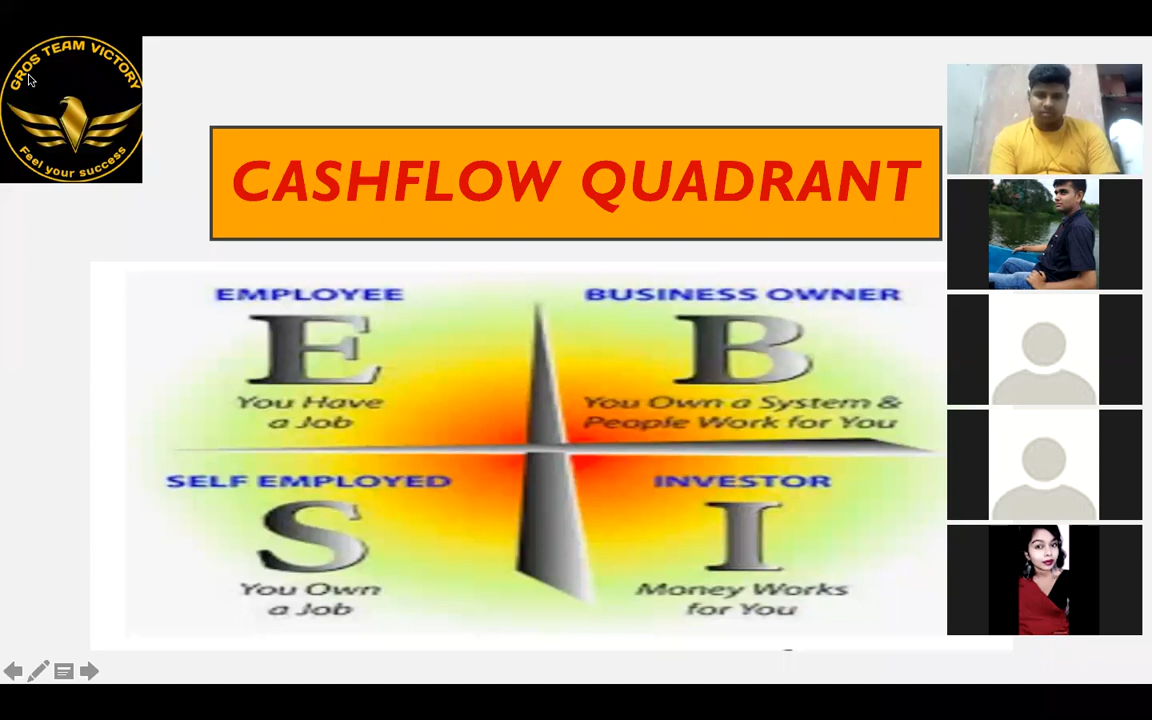 GROS TEAM VICTORY
Feel your success
CASHFLOW QUADRANT
EMPLOYEE
E
You Have
a Job
BUSINESS OWNER
B
You Own a System &
People Work for You
SELF EMPLOYED
S
You Own
a Job
INVESTOR
I
Money Works
for You